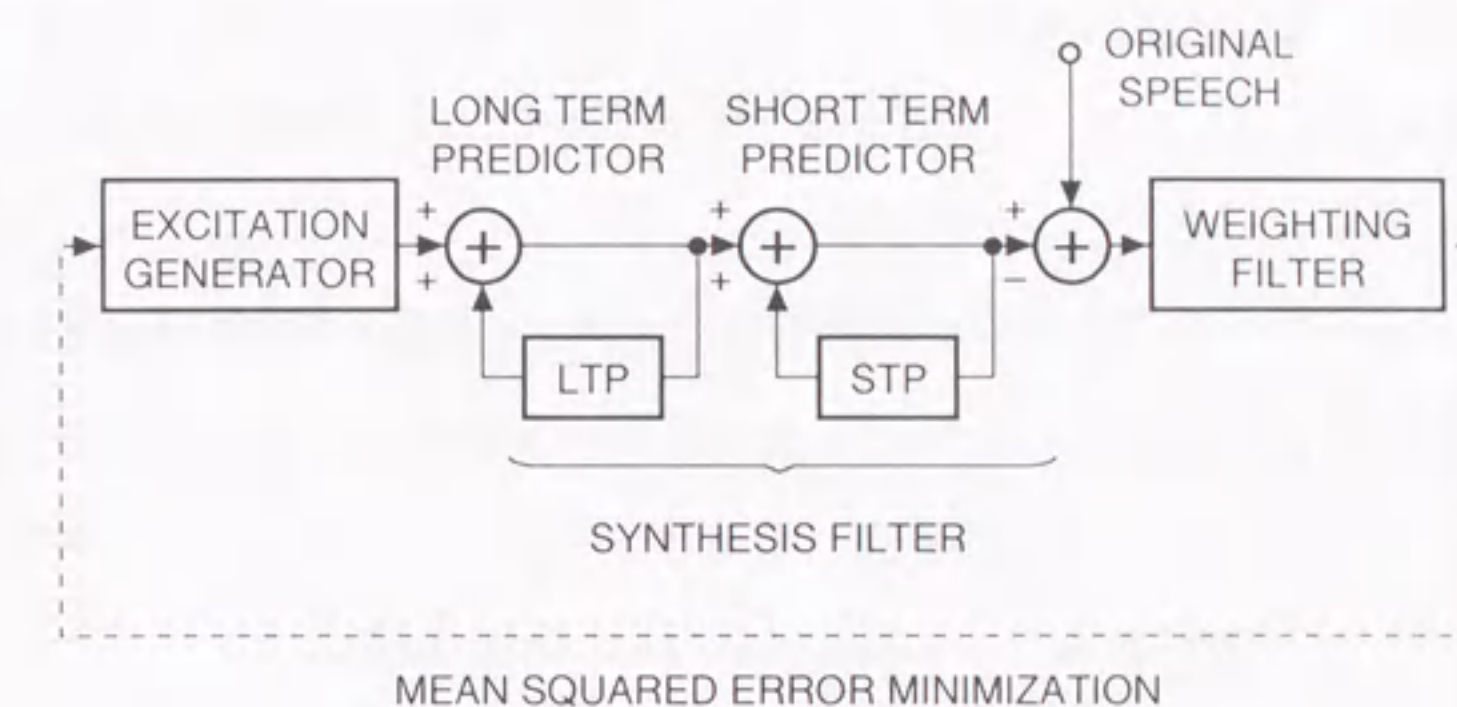 ORIGINAL
SPEECH
LONG TERM
PREDICTOR
SHORT TERM
PREDICTOR
EXCITATION
GENERATOR
+
+
+
+
+
+
+
−
+
WEIGHTING
FILTER
LTP
STP
SYNTHESIS FILTER
MEAN SQUARED ERROR MINIMIZATION